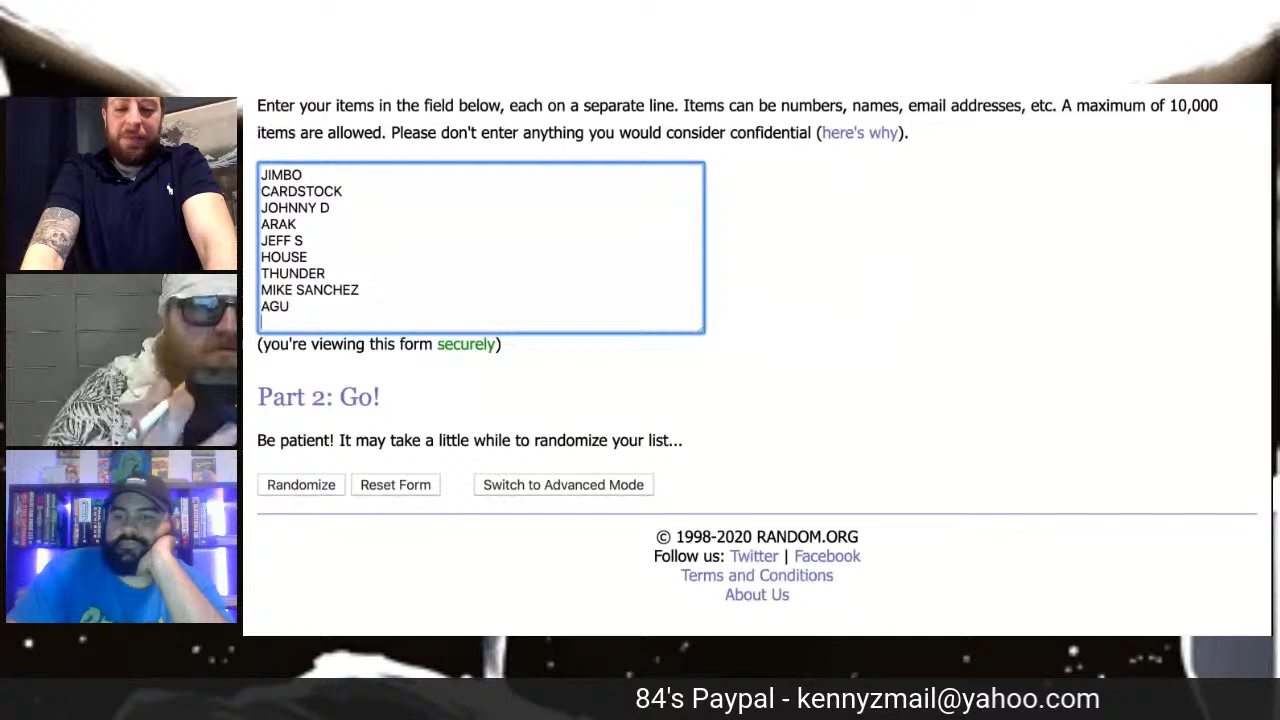 Enter your items in the field below, each on a separate line. Items can be numbers, names, email addresses, etc. A maximum of 10,000
items are allowed. Please don't enter anything you would consider confidential (here's why).
JIMBO
CARDSTOCK
JOHNNY D
ARAK
JEFF S
HOUSE
THUNDER
MIKE SANCHEZ
AGU
(you're viewing this form securely)
Part 2: Go!
Be patient! It may take a little while to randomize your list...
Randomize Reset Form Switch to Advanced Mode
© 1998-2020 RANDOM.ORG
Follow us: Twitter | Facebook
Terms and Conditions
About Us
84's Paypal - kennyzmail@yahoo.com